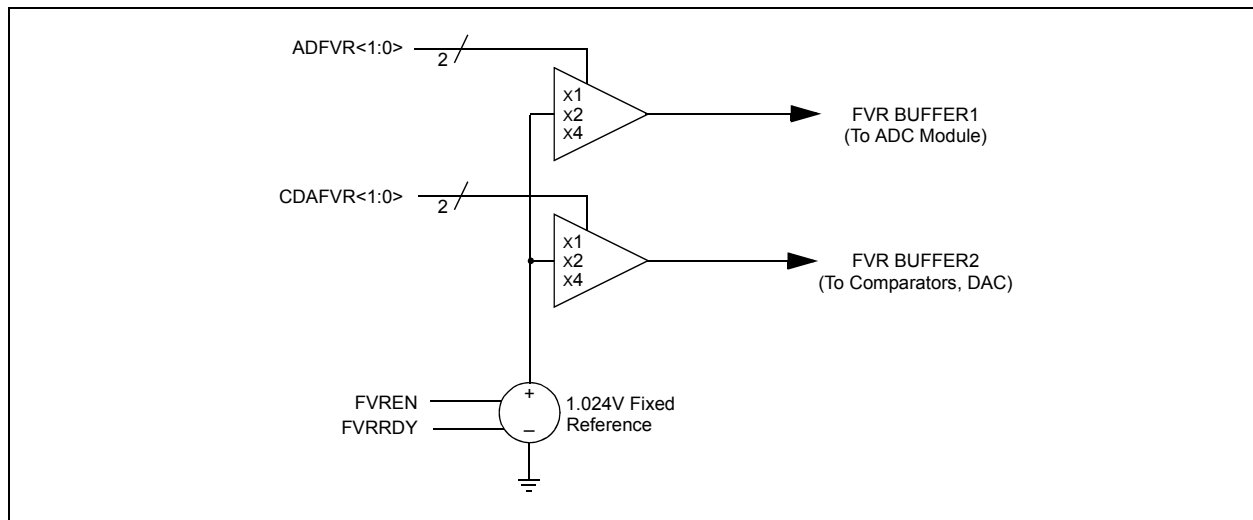 ADFVR<1:0>
2
X1
X2
X4
FVR BUFFER1
(To ADC Module)
CDAFVR<1:0>
2
X1
X2
X4
FVR BUFFER2
(To Comparators, DAC)
FVREN
FVRRDY
+
–
1.024V Fixed
Reference